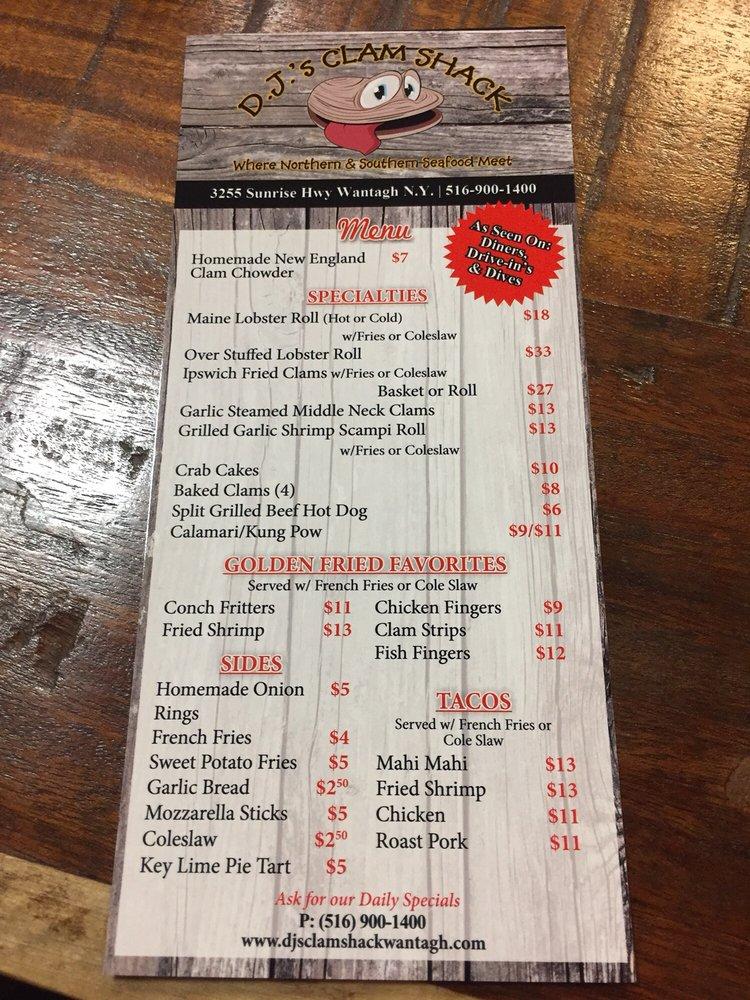 D.J.'s CLAM SHACK
Where Northern & Southern Seafood Meet
3255 Sunrise Hwy Wantagh N.Y. | 516-900-1400
Menu
As Seen On:
Diners,
Drive-in's
& Dives
Homemade New England $7
Clam Chowder
SPECIALTIES
Maine Lobster Roll (Hot or Cold) $18
w/Fries or Coleslaw
Over Stuffed Lobster Roll $33
Ipswich Fried Clams w/Fries or Coleslaw
Basket or Roll $27
Garlic Steamed Middle Neck Clams $13
Grilled Garlic Shrimp Scampi Roll $13
w/Fries or Coleslaw
Crab Cakes $10
Baked Clams (4) $8
Split Grilled Beef Hot Dog $6
Calamari/Kung Pow $9/$11
GOLDEN FRIED FAVORITES
Served w/ French Fries or Cole Slaw
Conch Fritters $11
Fried Shrimp $13
Chicken Fingers $9
Clam Strips $11
Fish Fingers $12
SIDES
Homemade Onion $5
Rings
French Fries $4
Sweet Potato Fries $5
Garlic Bread $2⁵⁰
Mozzarella Sticks $5
Coleslaw $2⁵⁰
Key Lime Pie Tart $5
TACOS
Served w/ French Fries or
Cole Slaw
Mahi Mahi $13
Fried Shrimp $13
Chicken $11
Roast Pork $11
Ask for our Daily Specials
P: (516) 900-1400
www.djsclamshackwantagh.com